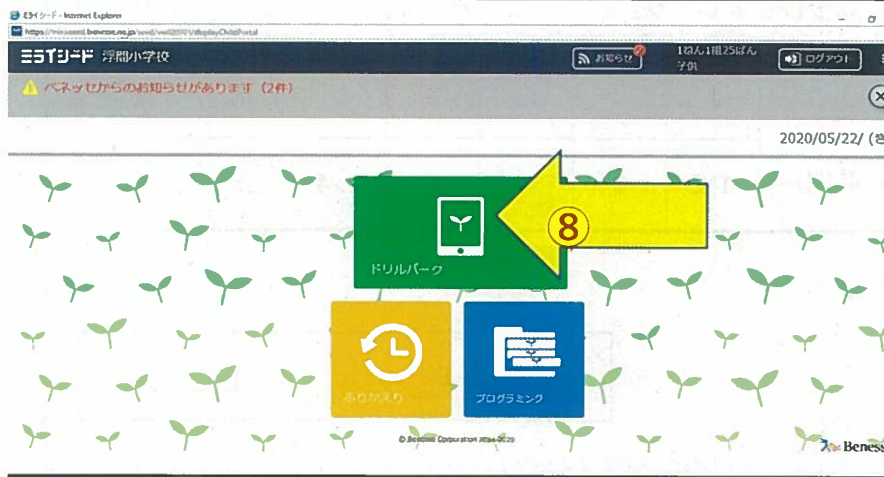 ミライシード - Internet Explorer
ミライシード 浮間小学校
お知らせ
1ねん1組25ばん
子供
ログアウト
ベネッセからのお知らせがあります (2件)
2020/05/22/ (き
⑧
ドリルパーク
ふりかえり
プログラミング
© Benesse Corporation 2020
Beness